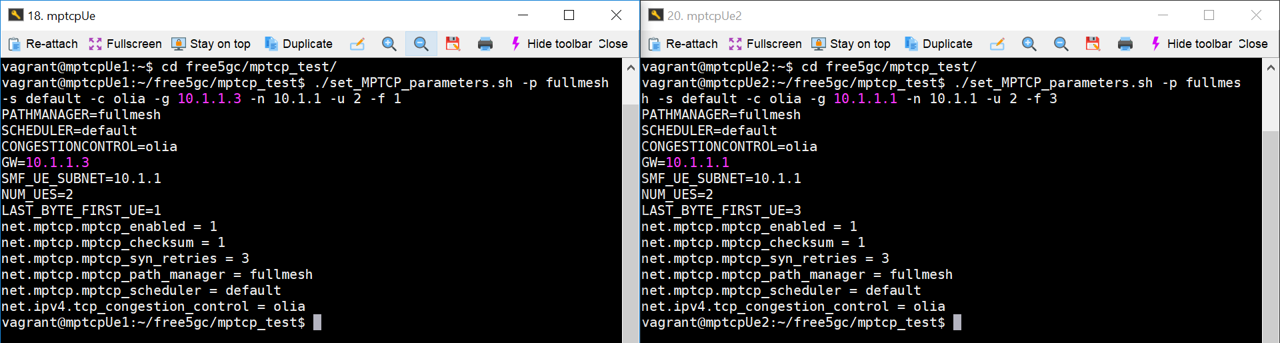 18. mptcpUe
Re-attach Fullscreen Stay on top Duplicate Hide toolbar Close
vagrant@mptcpUe1:~$ cd free5gc/mptcp_test/
vagrant@mptcpUe1:~/free5gc/mptcp_test$ ./set_MPTCP_parameters.sh -p fullmesh
-s default -c olia -g 10.1.1.3 -n 10.1.1 -u 2 -f 1
PATHMANAGER=fullmesh
SCHEDULER=default
CONGESTIONCONTROL=olia
GW=10.1.1.3
SMF_UE_SUBNET=10.1.1
NUM_UES=2
LAST_BYTE_FIRST_UE=1
net.mptcp.mptcp_enabled = 1
net.mptcp.mptcp_checksum = 1
net.mptcp.mptcp_syn_retries = 3
net.mptcp.mptcp_path_manager = fullmesh
net.mptcp.mptcp_scheduler = default
net.ipv4.tcp_congestion_control = olia
vagrant@mptcpUe1:~/free5gc/mptcp_test$
20. mptcpUe2
Re-attach Fullscreen Stay on top Duplicate Hide toolbar Close
vagrant@mptcpUe2:~$ cd free5gc/mptcp_test/
vagrant@mptcpUe2:~/free5gc/mptcp_test$ ./set_MPTCP_parameters.sh -p fullmes
h -s default -c olia -g 10.1.1.1 -n 10.1.1 -u 2 -f 3
PATHMANAGER=fullmesh
SCHEDULER=default
CONGESTIONCONTROL=olia
GW=10.1.1.1
SMF_UE_SUBNET=10.1.1
NUM_UES=2
LAST_BYTE_FIRST_UE=3
net.mptcp.mptcp_enabled = 1
net.mptcp.mptcp_checksum = 1
net.mptcp.mptcp_syn_retries = 3
net.mptcp.mptcp_path_manager = fullmesh
net.mptcp.mptcp_scheduler = default
net.ipv4.tcp_congestion_control = olia
vagrant@mptcpUe2:~/free5gc/mptcp_test$